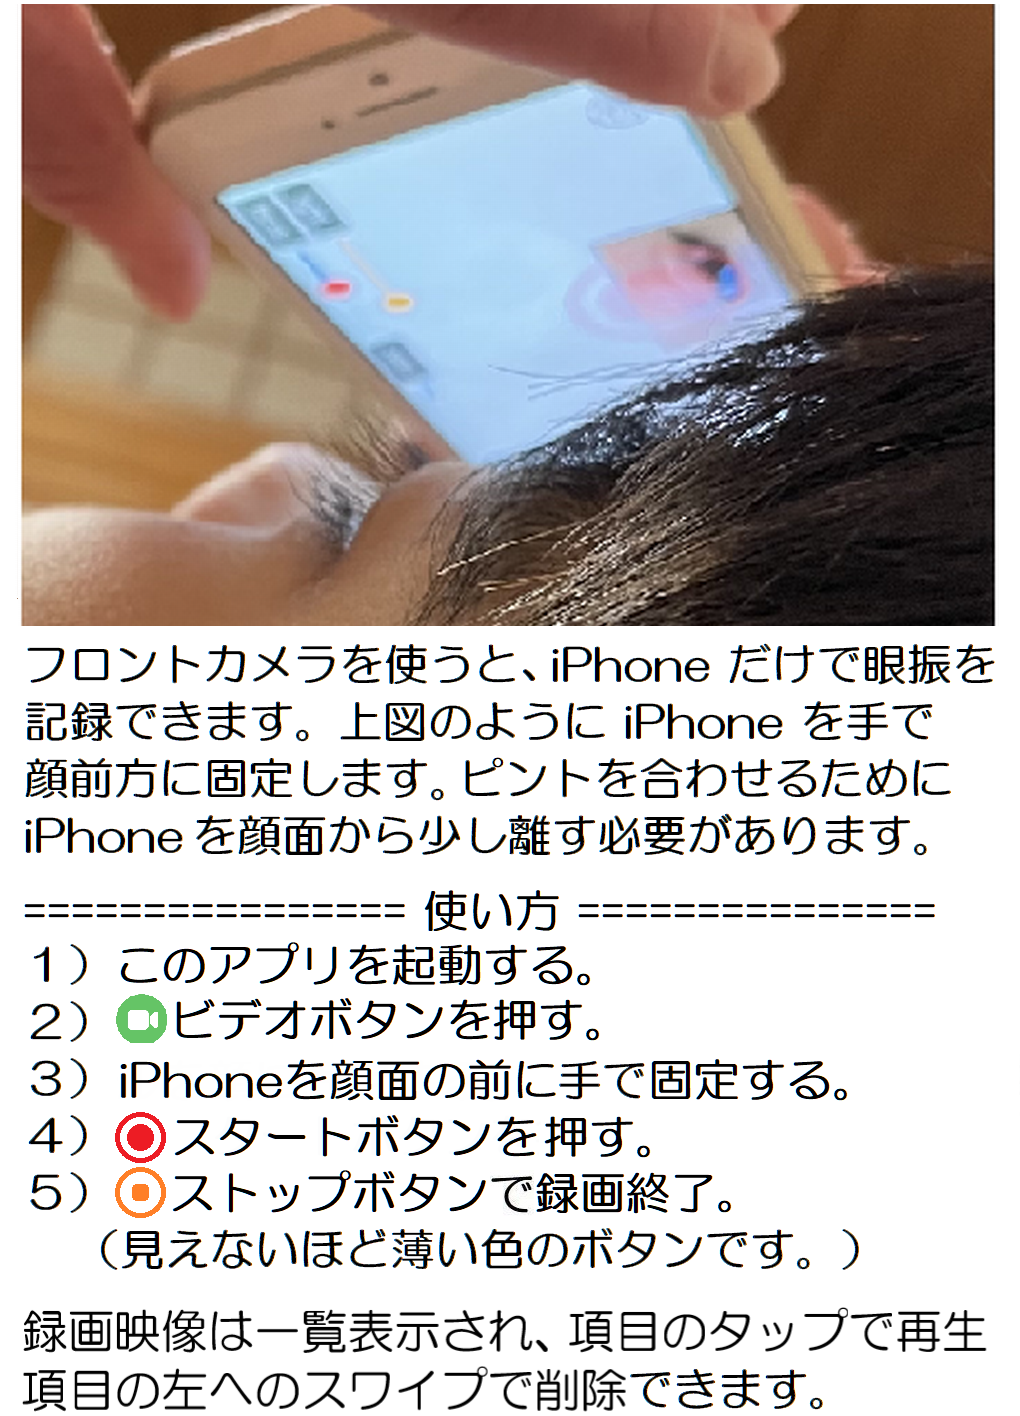 フロントカメラを使うと、iPhone だけで眼振を
記録できます。上図のように iPhone を手で
顔前方に固定します。ピントを合わせるために
iPhoneを顔面から少し離す必要があります。
================ 使い方 ===============
１）このアプリを起動する。
２）ビデオボタンを押す。
３）iPhoneを顔面の前に手で固定する。
４）スタートボタンを押す。
５）ストップボタンで録画終了。
（見えないほど薄い色のボタンです。）
録画映像は一覧表示され、項目のタップで再生
項目の左へのスワイプで削除できます。